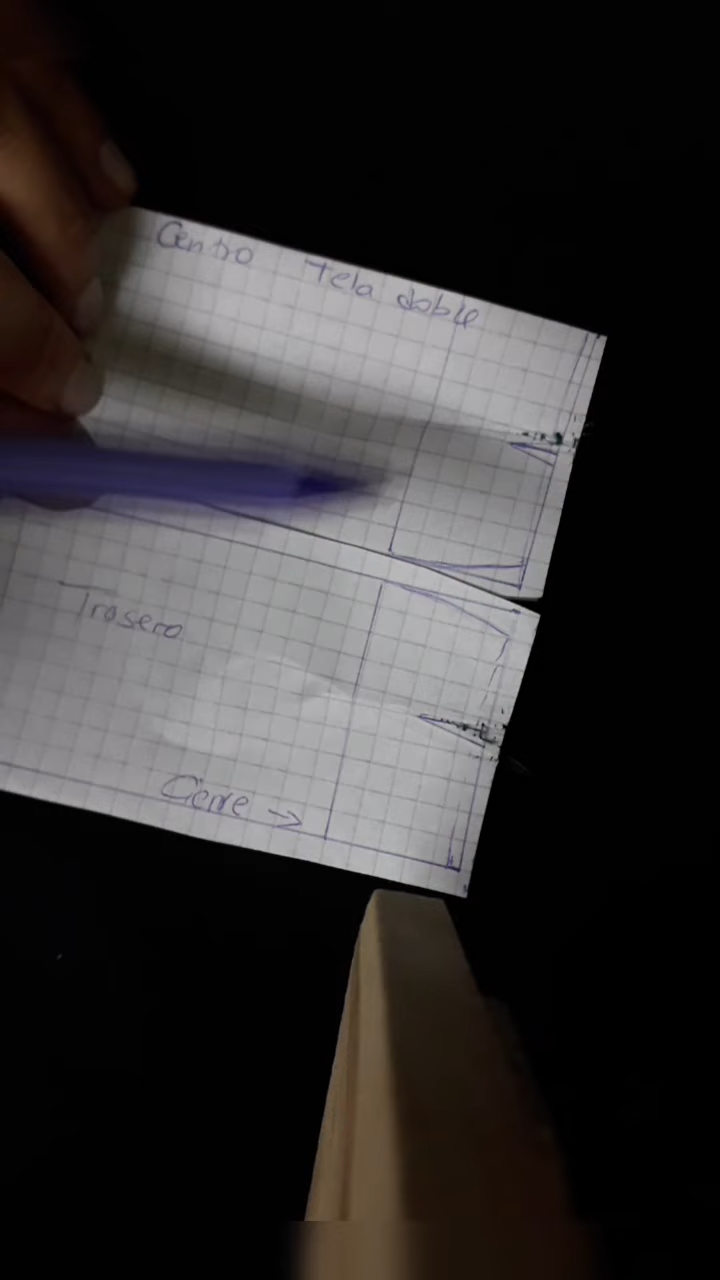 Centro Tela doble
Trasero
Cierre →